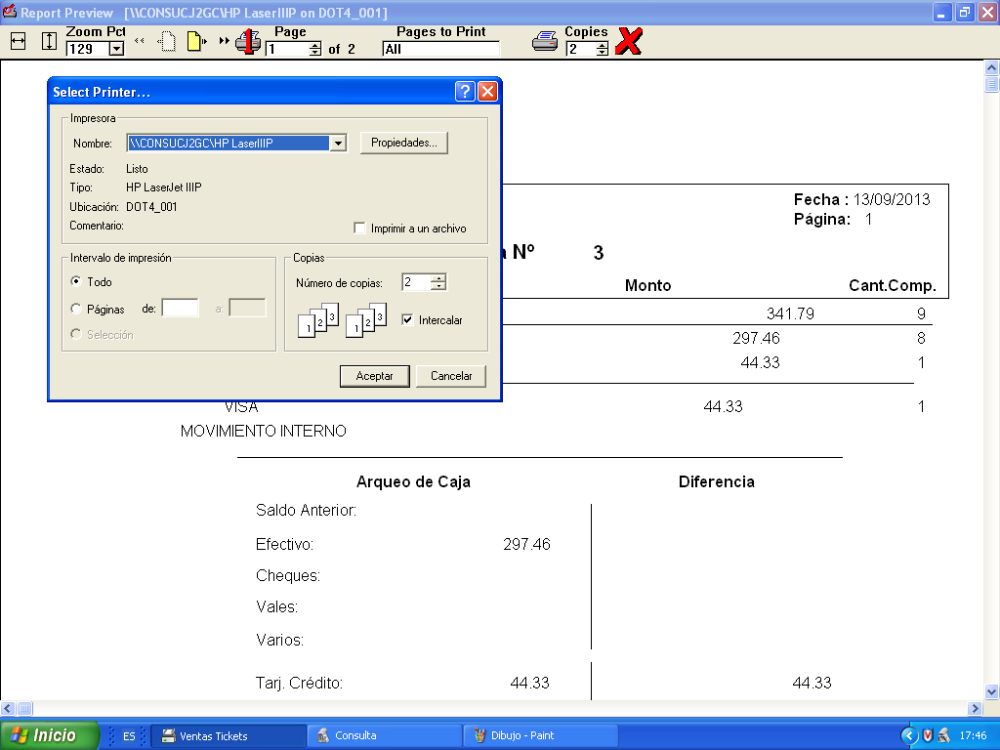 Report Preview [\\CONSUCJ2GC\HP LaserIIIP on DOT4_001]
Zoom Pct
Page
Pages to Print
Copies
129
1
of 2
All
2
Select Printer...
Impresora
Nombre: \\CONSUCJ2GC\HP LaserIIIP Propiedades...
Estado: Listo
Tipo: HP LaserJet IIIP
Ubicación: DOT4_001
Comentario:
Imprimir a un archivo
Intervalo de impresión
Todo
Páginas de: a:
Selección
Copias
Número de copias: 2
1 2 3 1 2 3
Intercalar
Aceptar Cancelar
Fecha : 13/09/2013
Página: 1
a Nº 3
Monto Cant.Comp.
341.79 9
297.46 8
44.33 1
VISA 44.33 1
MOVIMIENTO INTERNO
Arqueo de Caja Diferencia
Saldo Anterior:
Efectivo: 297.46
Cheques:
Vales:
Varios:
Tarj. Crédito: 44.33 44.33
Inicio ES Ventas Tickets Consulta Dibujo - Paint 17:46